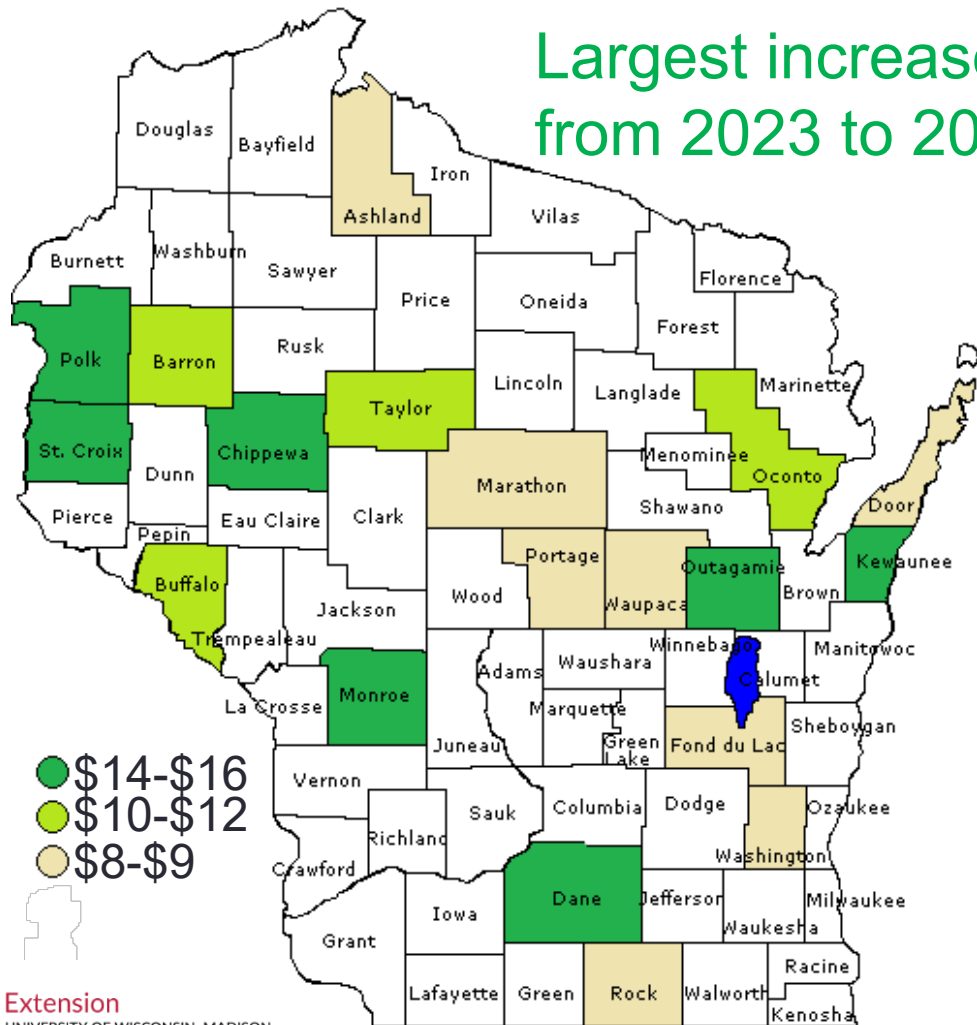 Largest increase
from 2023 to 20
Douglas
Bayfield
Iron
Ashland
Vilas
Burnett
Washburn
Sawyer
Florence
Price
Oneida
Forest
Polk
Barron
Rusk
Lincoln
Langlade
Marinette
Taylor
St. Croix
Chippewa
Menominee
Dunn
Oconto
Marathon
Shawano
Door
Pierce
Eau Claire
Clark
Pepin
Portage
Outagamie
Kewaunee
Buffalo
Wood
Waupaca
Brown
Jackson
Trempealeau
Winnebago
Manitowoc
Adams
Waushara
Calumet
Monroe
La Crosse
Marquette
Sheboygan
Juneau
Green
Lake
Fond du Lac
$14-$16
$10-$12
$8-$9
Vernon
Sauk
Columbia
Dodge
Ozaukee
Richland
Washington
Crawford
Dane
Jefferson
Milwaukee
Iowa
Waukesha
Grant
Racine
Lafayette
Green
Rock
Walworth
Kenosha
Extension
UNIVERSITY OF WISCONSIN-MADISON